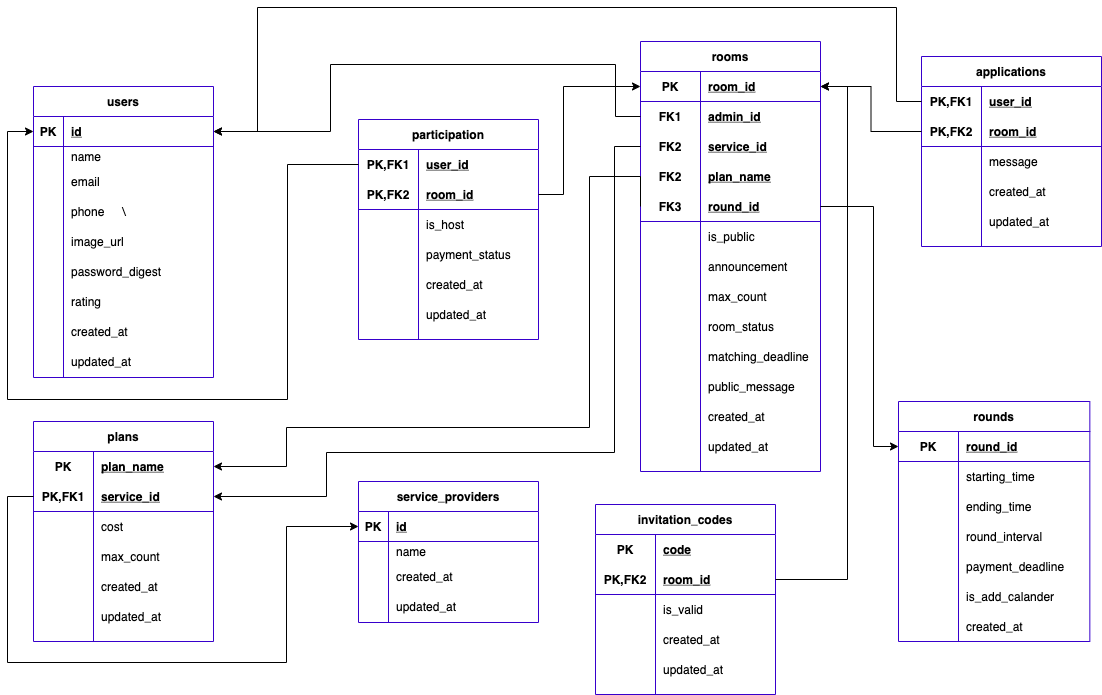 users
PK id
name
email
phone \
image_url
password_digest
rating
created_at
updated_at
participation
PK,FK1 user_id
PK,FK2 room_id
is_host
payment_status
created_at
updated_at
rooms
PK room_id
FK1 admin_id
FK2 service_id
FK2 plan_name
FK3 round_id
is_public
announcement
max_count
room_status
matching_deadline
public_message
created_at
updated_at
applications
PK,FK1 user_id
PK,FK2 room_id
message
created_at
updated_at
plans
PK plan_name
PK,FK1 service_id
cost
max_count
created_at
updated_at
service_providers
PK id
name
created_at
updated_at
invitation_codes
PK code
PK,FK2 room_id
is_valid
created_at
updated_at
rounds
PK round_id
starting_time
ending_time
round_interval
payment_deadline
is_add_calander
created_at